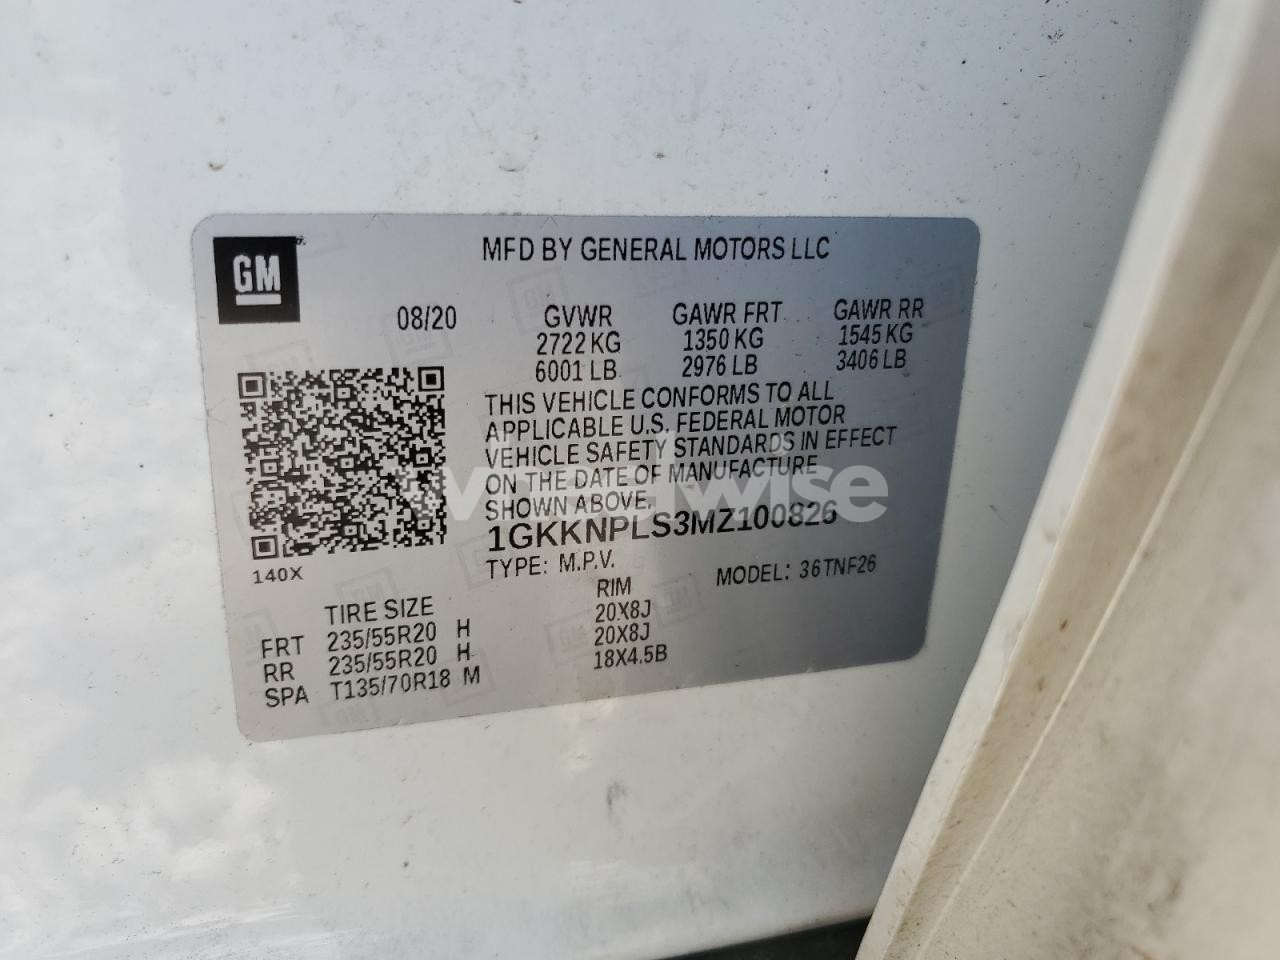 GM
MFD BY GENERAL MOTORS LLC
08/20
GVWR GAWR FRT GAWR RR
2722 KG 1350 KG 1545 KG
6001 LB 2976 LB 3406 LB
THIS VEHICLE CONFORMS TO ALL
APPLICABLE U.S. FEDERAL MOTOR
VEHICLE SAFETY STANDARDS IN EFFECT
ON THE DATE OF MANUFACTURE
SHOWN ABOVE.
1GKKNPLS3MZ100826
TYPE: M.P.V. MODEL: 36TNF26
140X
TIRE SIZE RIM
FRT 235/55R20 H 20X8J
RR 235/55R20 H 20X8J
SPA T135/70R18 M 18X4.5B